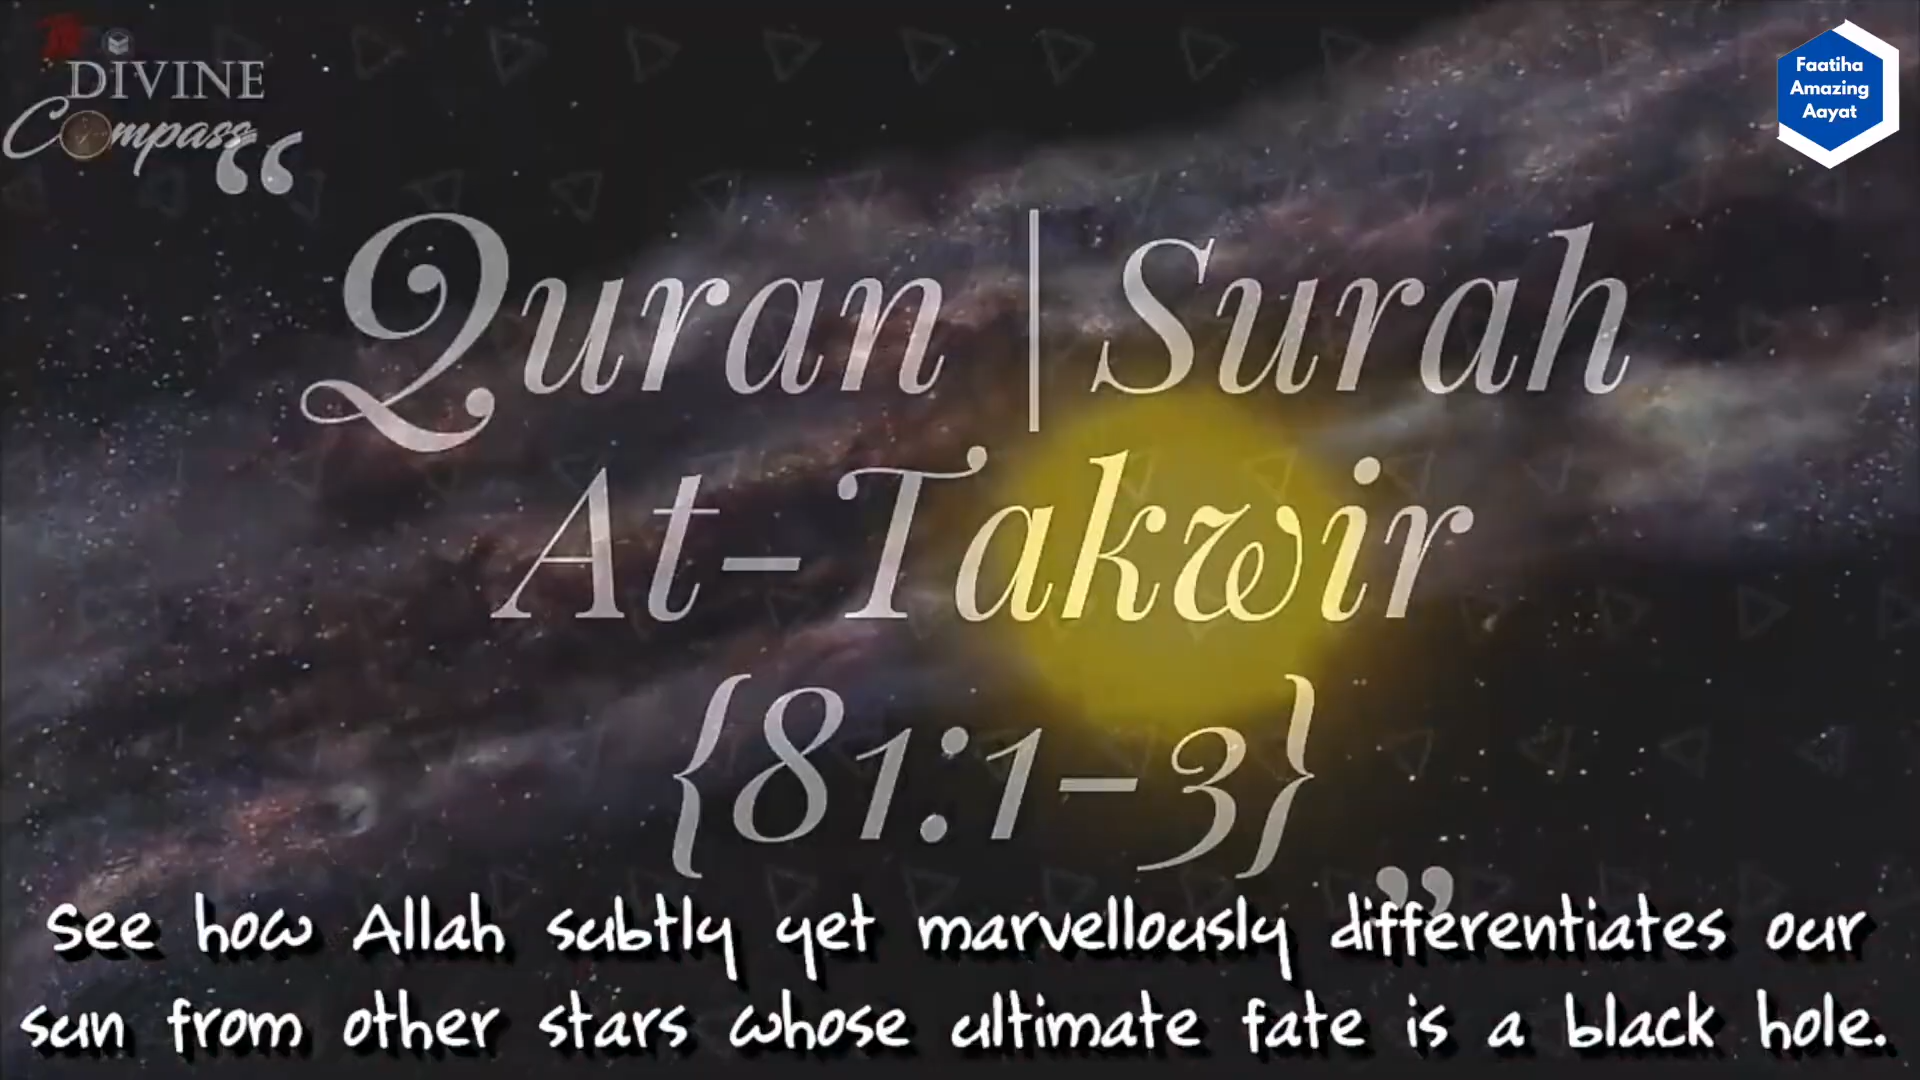 DIVINE
Compass
Faatiha
Amazing
Aayat
“
Quran | Surah
At-Takwir
{81:1-3}
”
See how Allah subtly yet marvellously differentiates our
sun from other stars whose ultimate fate is a black hole.